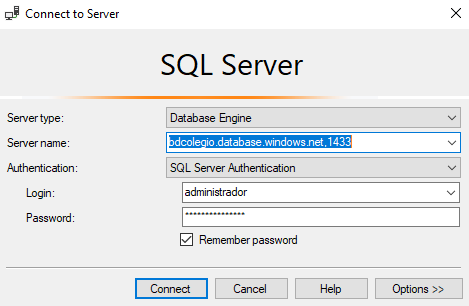 Connect to Server
SQL Server
Server type: Database Engine
Server name: bdcolegio.database.windows.net,1433
Authentication: SQL Server Authentication
Login: administrador
Password: ***************
Remember password
Connect Cancel Help Options >>